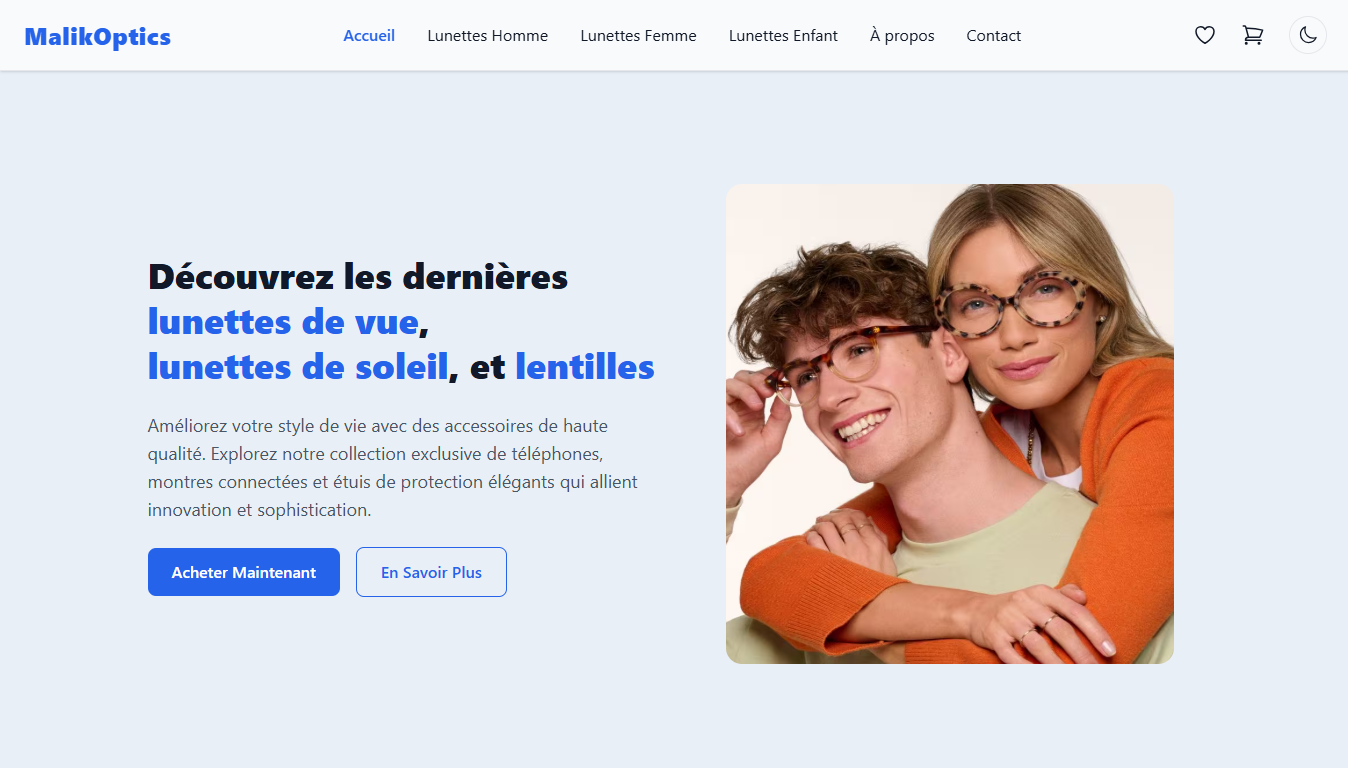 MalikOptics
Accueil Lunettes Homme Lunettes Femme Lunettes Enfant À propos Contact
Découvrez les dernières
lunettes de vue,
lunettes de soleil, et lentilles
Améliorez votre style de vie avec des accessoires de haute
qualité. Explorez notre collection exclusive de téléphones,
montres connectées et étuis de protection élégants qui allient
innovation et sophistication.
Acheter Maintenant
En Savoir Plus